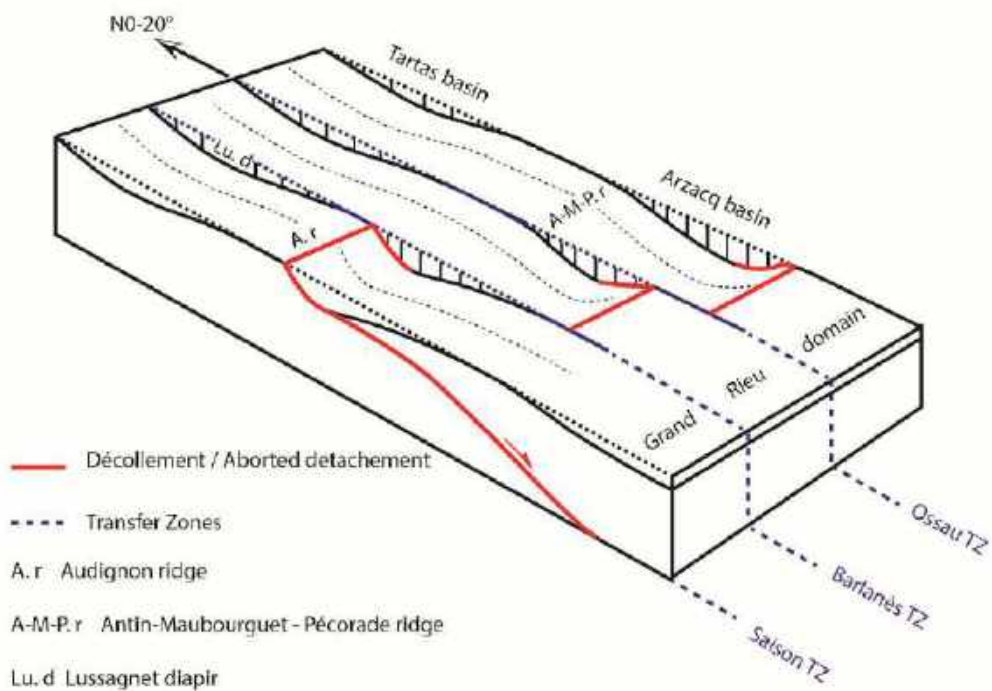 N0-20°
Tartas basin
Lu. d
Arzacq basin
A-M-P. r
A. r
domain
Rieu
Grand
Décollement / Aborted detachement
Transfer Zones
Ossau TZ
A. r Audignon ridge
Barlanès TZ
A-M-P. r Antin-Maubourguet - Pécorade ridge
Saison TZ
Lu. d Lussagnet diapir